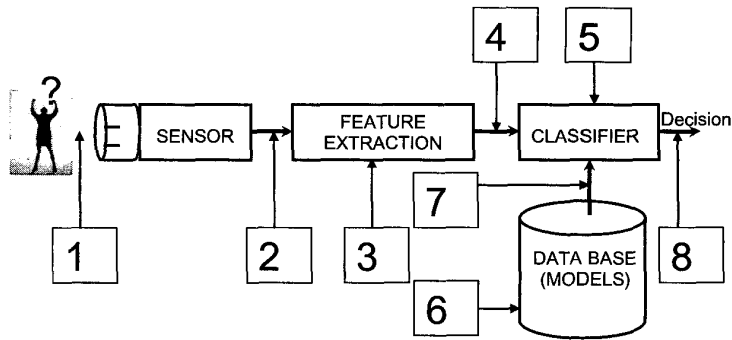 ?
4
5
SENSOR
FEATURE
EXTRACTION
CLASSIFIER
Decision
7
1
2
3
DATA BASE
(MODELS)
8
6